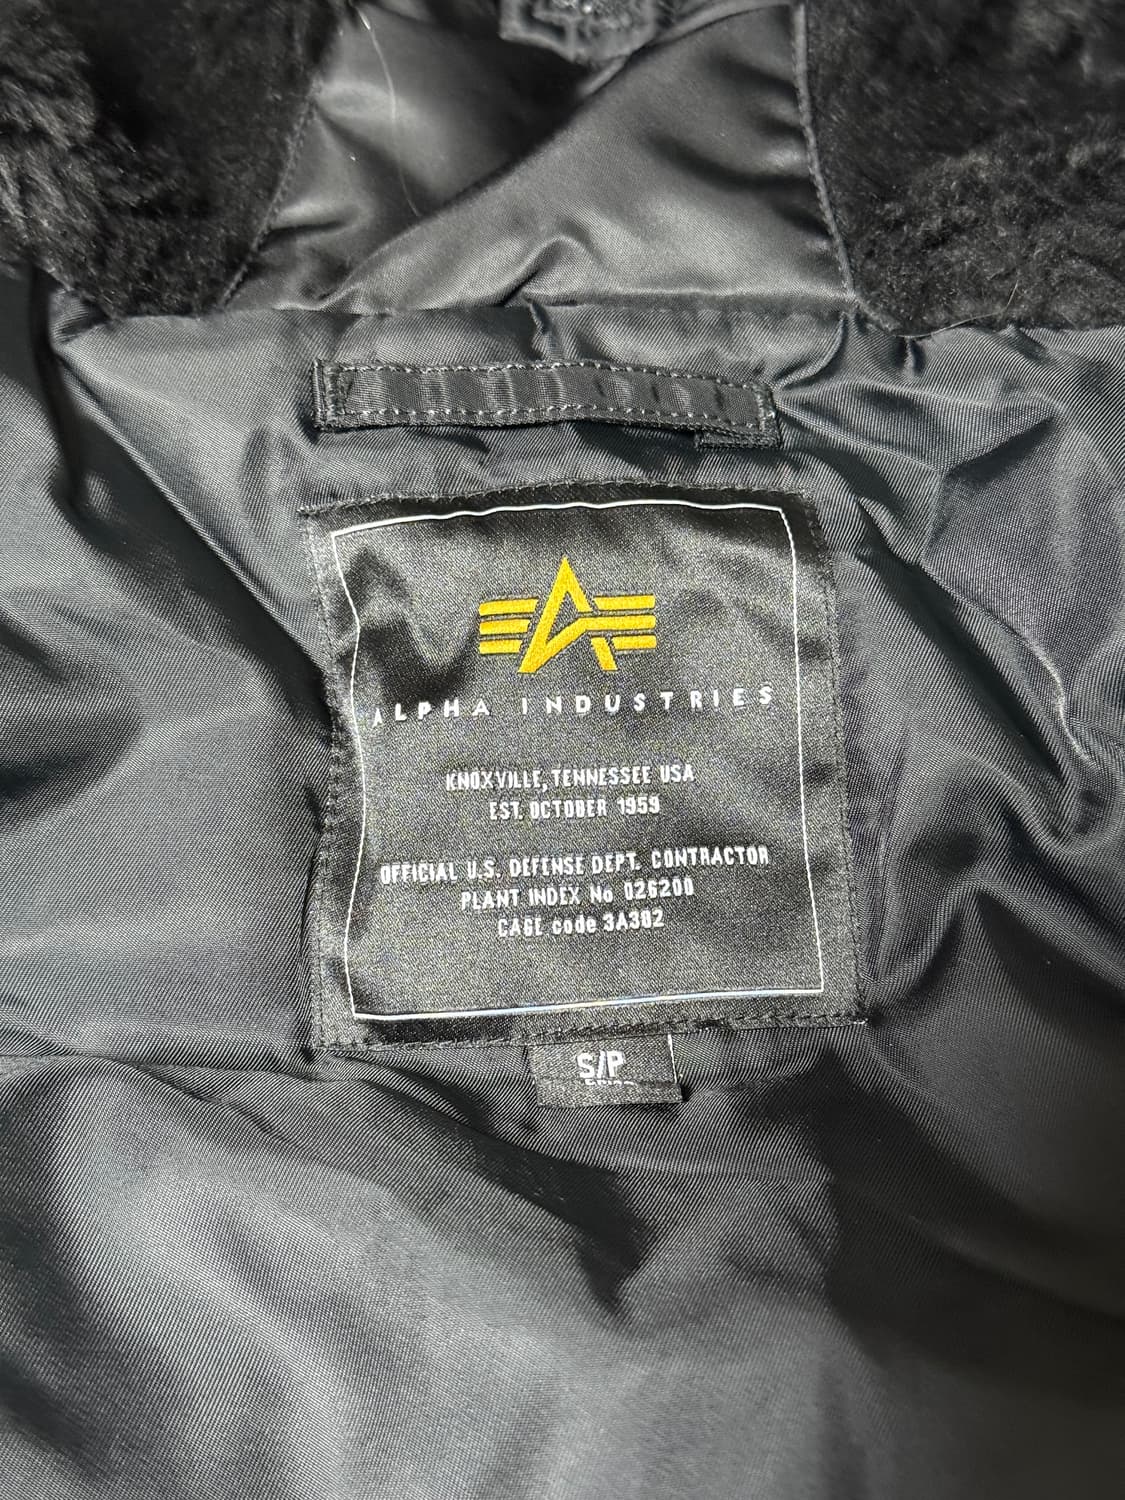 ALPHA INDUSTRIES
KNOXVILLE, TENNESSEE USA
EST. OCTOBER 1959
OFFICIAL U.S. DEFENSE DEPT. CONTRACTOR
PLANT INDEX No 026200
CAGE code 3A302
S/P